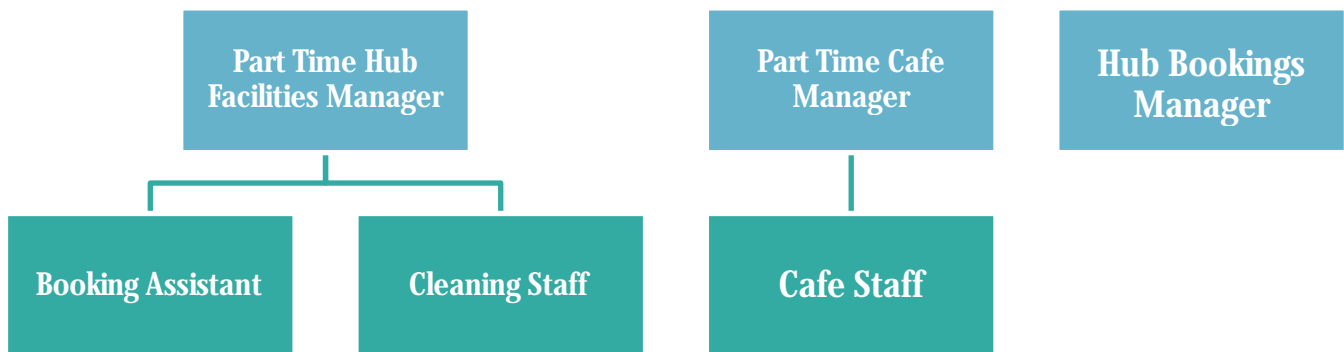 Part Time Hub
Facilities Manager
Part Time Cafe
Manager
Hub Bookings
Manager
Booking Assistant
Cleaning Staff
Cafe Staff